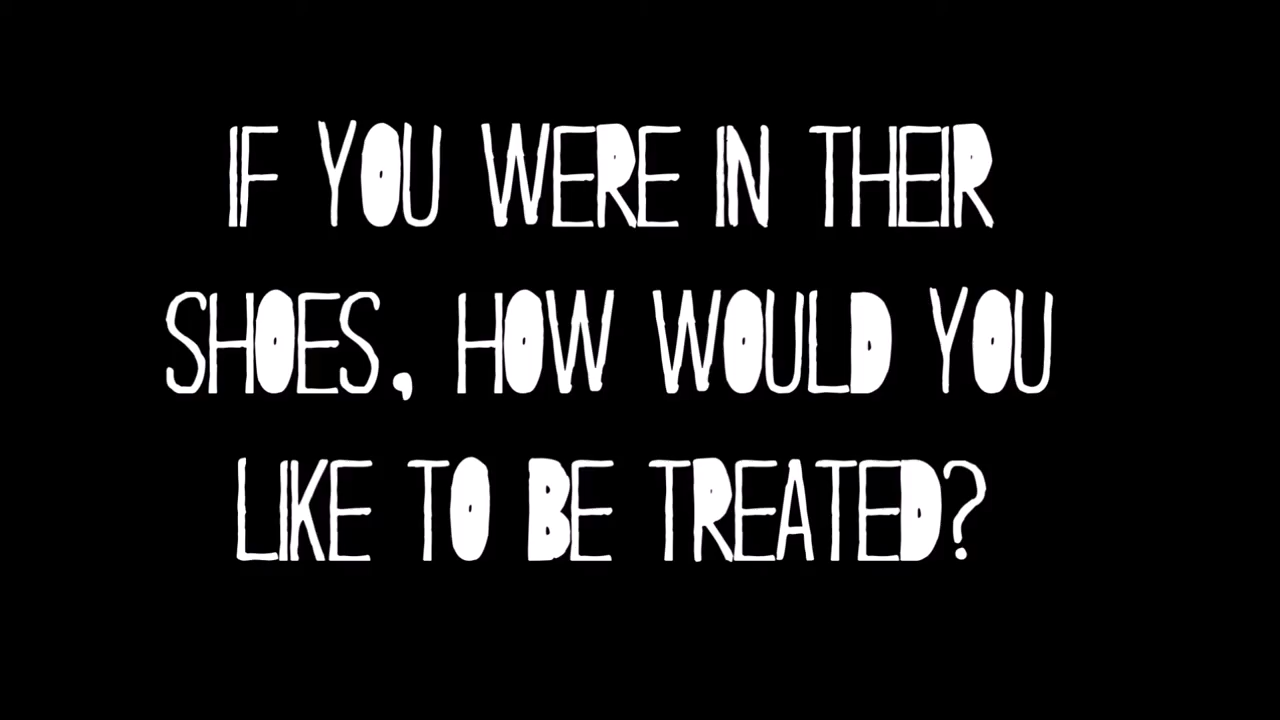 IF YOU WERE IN THEIR
SHOES, HOW WOULD YOU
LIKE TO BE TREATED?